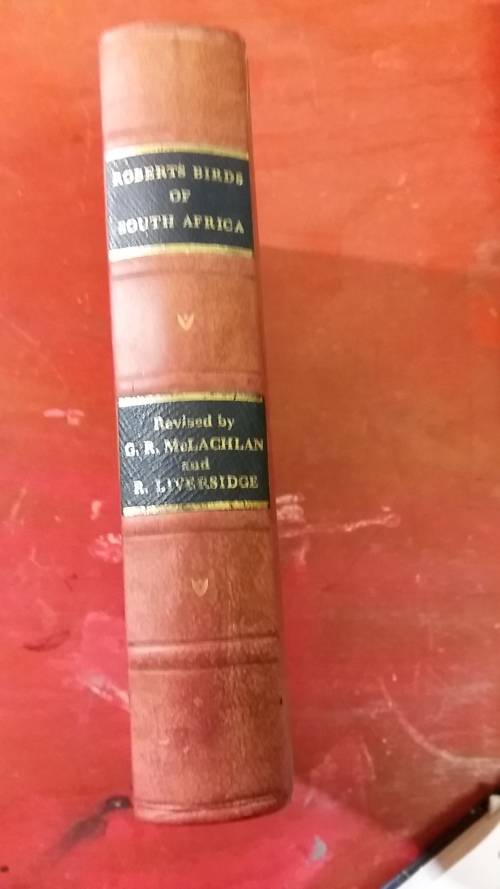 ROBERTS BIRDS
OF
SOUTH AFRICA
Revised by
G. R. McLACHLAN
and
R. LIVERSIDGE